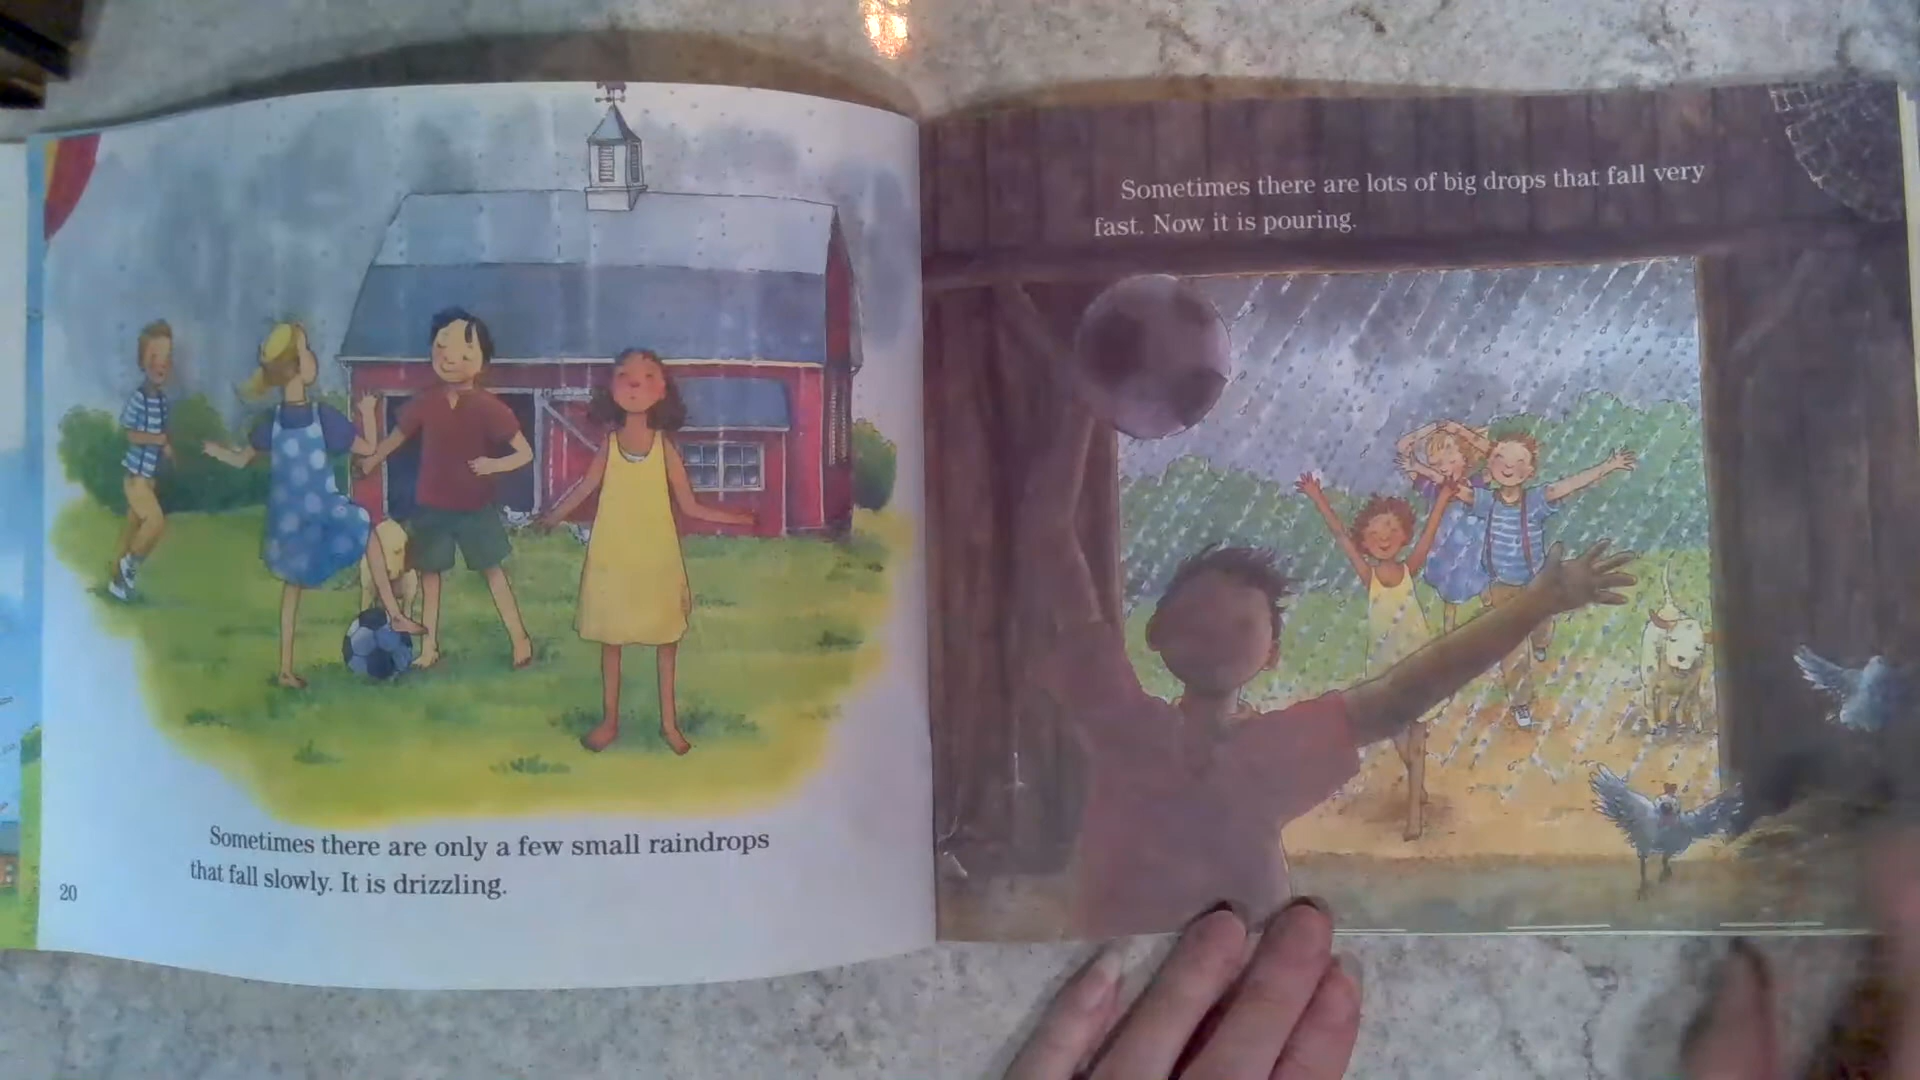 Sometimes there are only a few small raindrops
that fall slowly. It is drizzling.
20
Sometimes there are lots of big drops that fall very
fast. Now it is pouring.